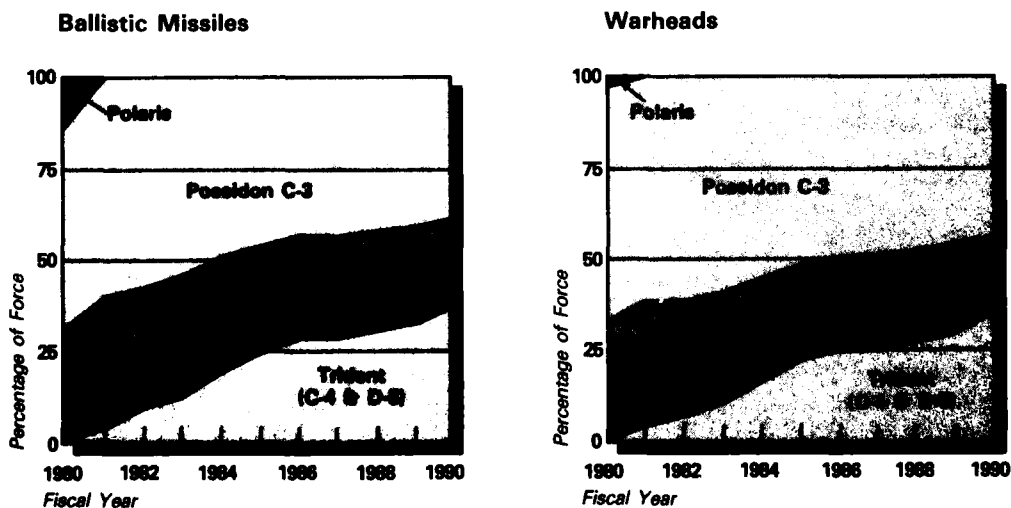 Ballistic Missiles
100
Polaris
75
Poseidon C-3
50
25
Trident
(C-4 & D-5)
0
Percentage of Force
1980 1982 1984 1986 1988 1990
Fiscal Year
Warheads
100
Polaris
75
Poseidon C-3
50
25
Trident
0
Percentage of Force
1980 1982 1984 1986 1988 1990
Fiscal Year